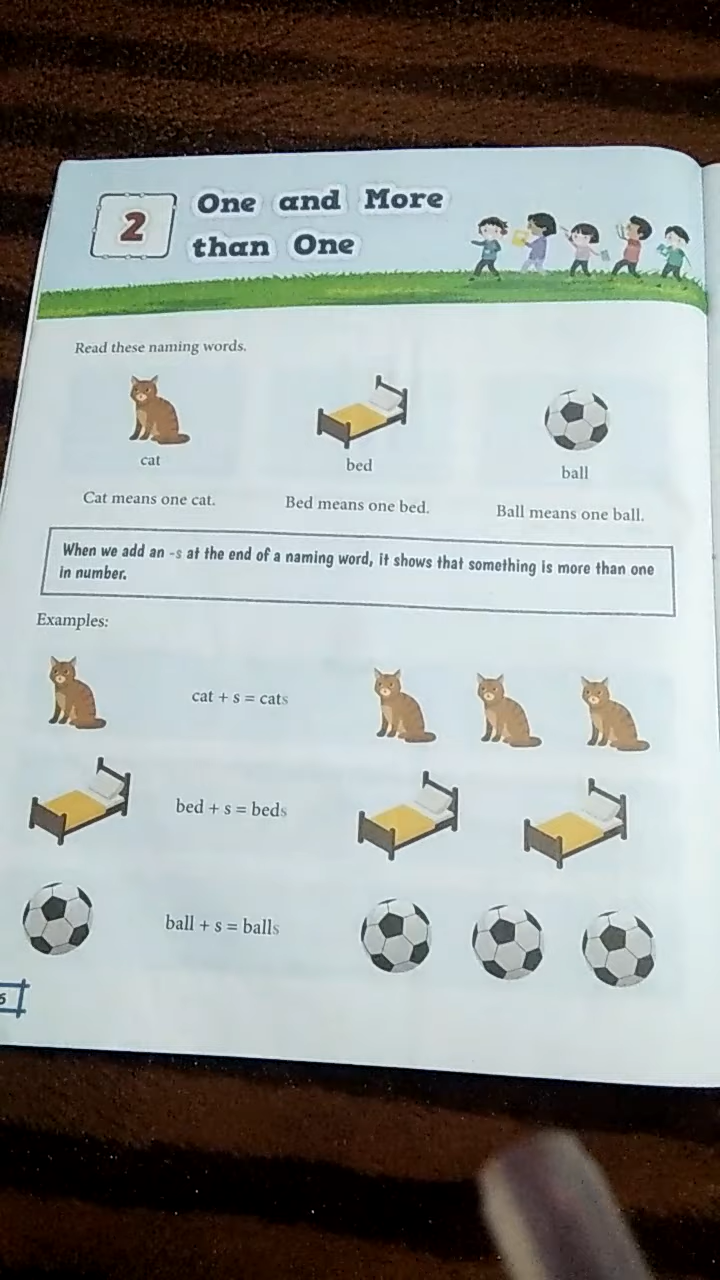 2
One and More
than One
Read these naming words.
cat
bed
ball
Cat means one cat.
Bed means one bed.
Ball means one ball.
When we add an -s at the end of a naming word, it shows that something is more than one
in number.
Examples:
cat + s = cats
bed + s = beds
ball + s = balls
6